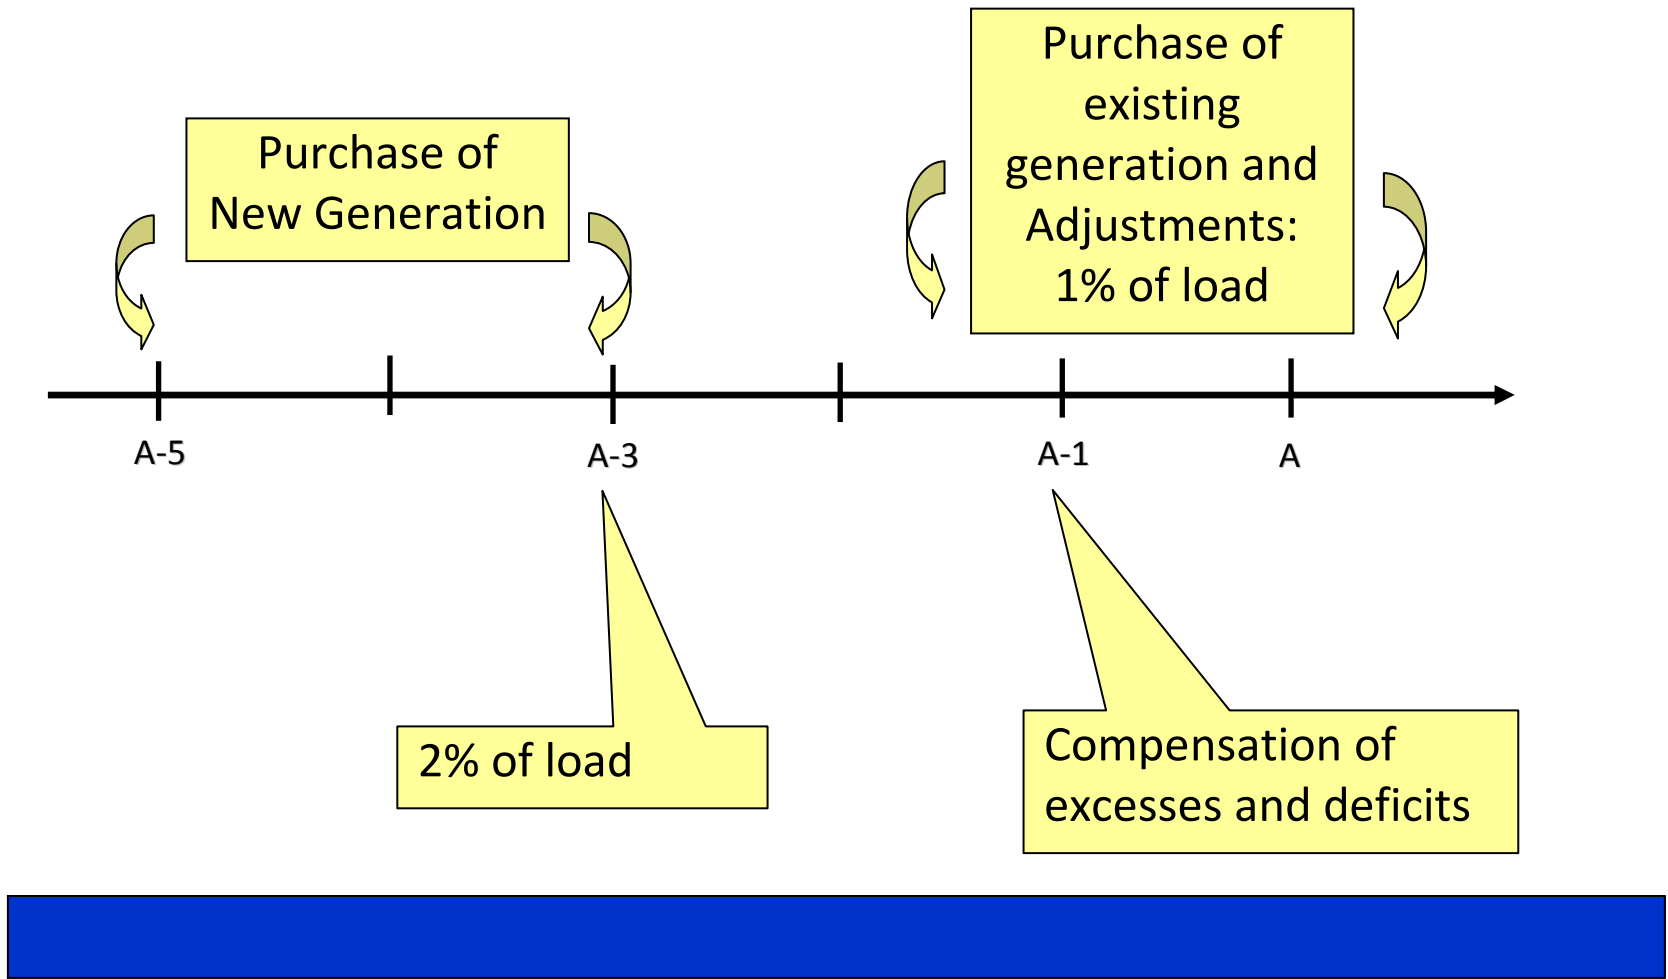 Purchase of
New Generation
Purchase of
existing
generation and
Adjustments:
1% of load
A-5
A-3
A-1
A
2% of load
Compensation of
excesses and deficits